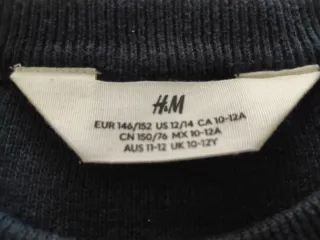 H&M
EUR 146/152 US 12/14 CA 10-12A
CN 150/76 MX 10-12A
AUS 11-12 UK 10-12Y